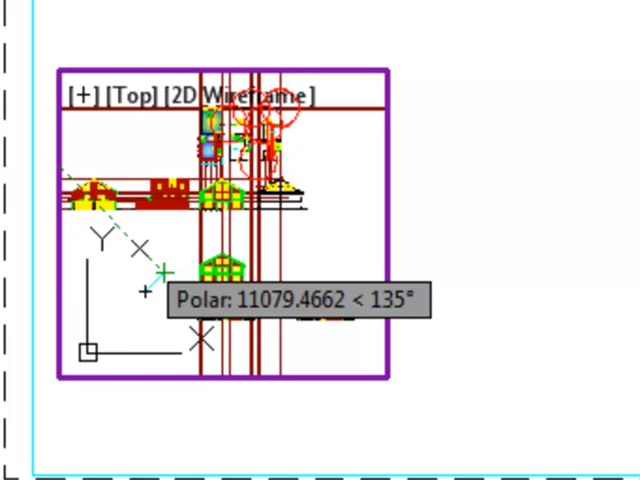 [+] [Top] [2D Wireframe]
Y
Polar: 11079.4662 < 135°
X